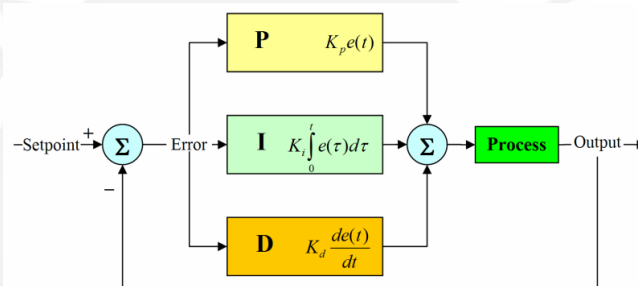 P K_p e(t)
–Setpoint + Σ Error I K_i ∫_0^t e(τ)dτ Σ Process Output
–
D K_d de(t)/dt